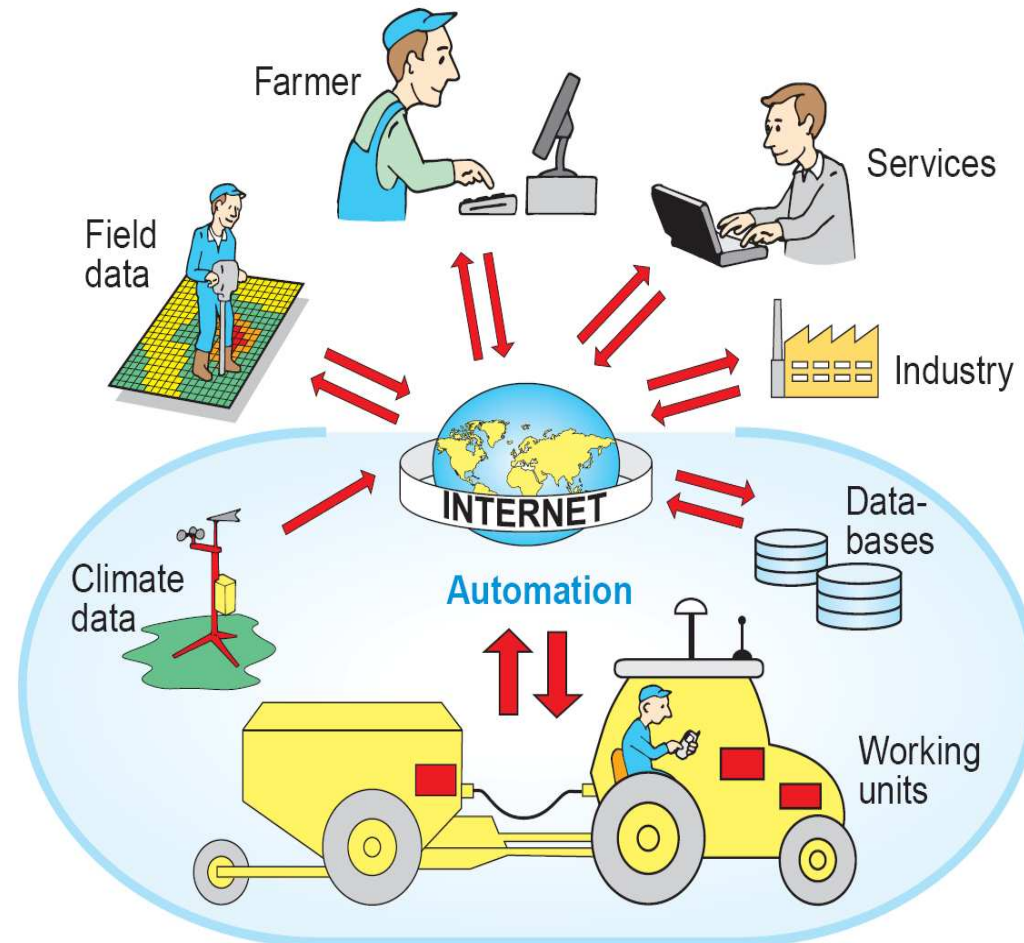 Farmer
Services
Field
data
Industry
INTERNET
Data-
bases
Climate
data
Automation
Working
units